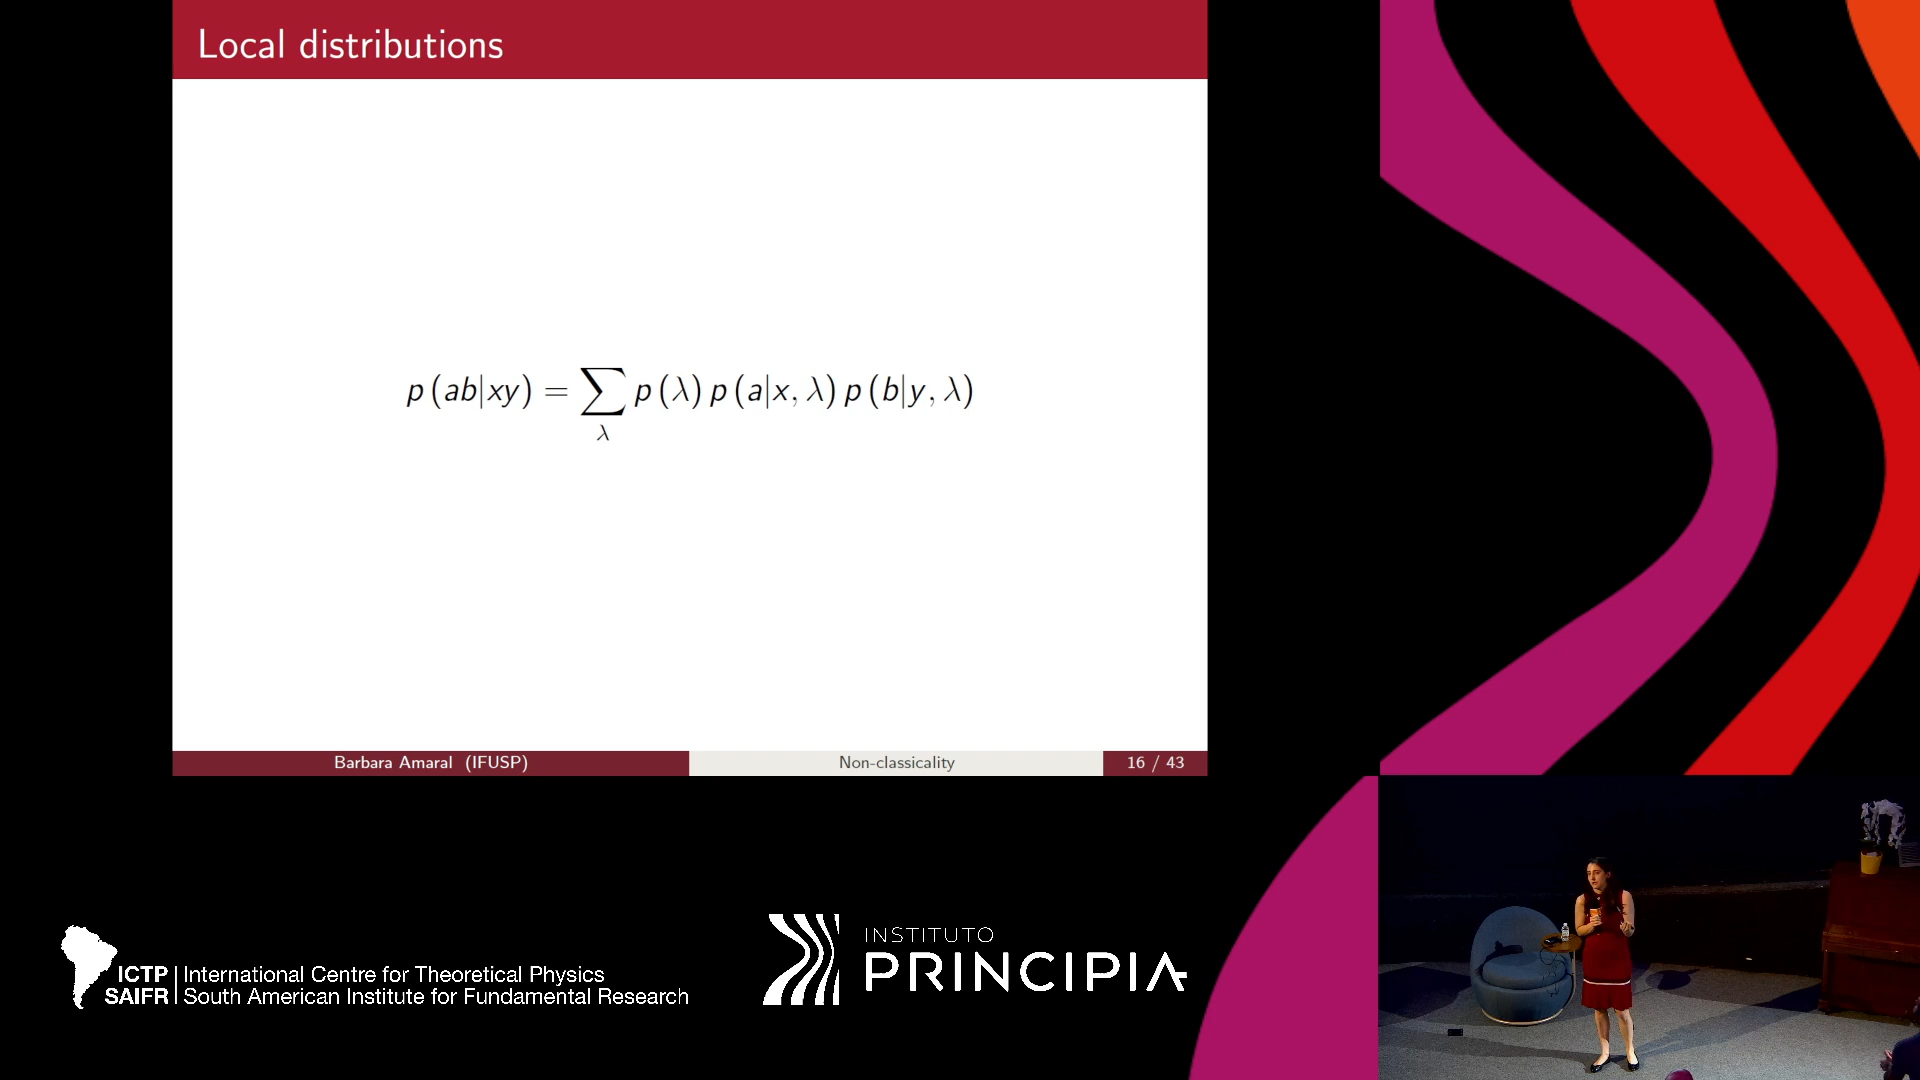 Local distributions
p (ab|xy) = ∑ p (λ) p (a|x, λ) p (b|y, λ)
λ
Barbara Amaral (IFUSP)
Non-classicality
16 / 43
ICTP International Centre for Theoretical Physics
SAIFR South American Institute for Fundamental Research
INSTITUTO
PRINCIPIA